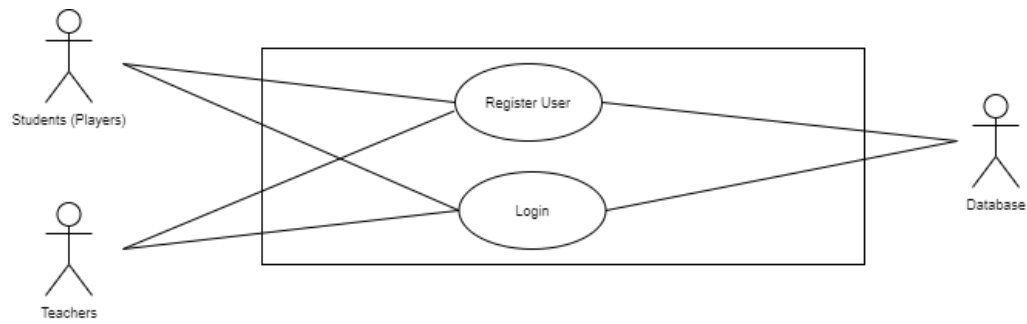 Students (Players)
Register User
Login
Database
Teachers